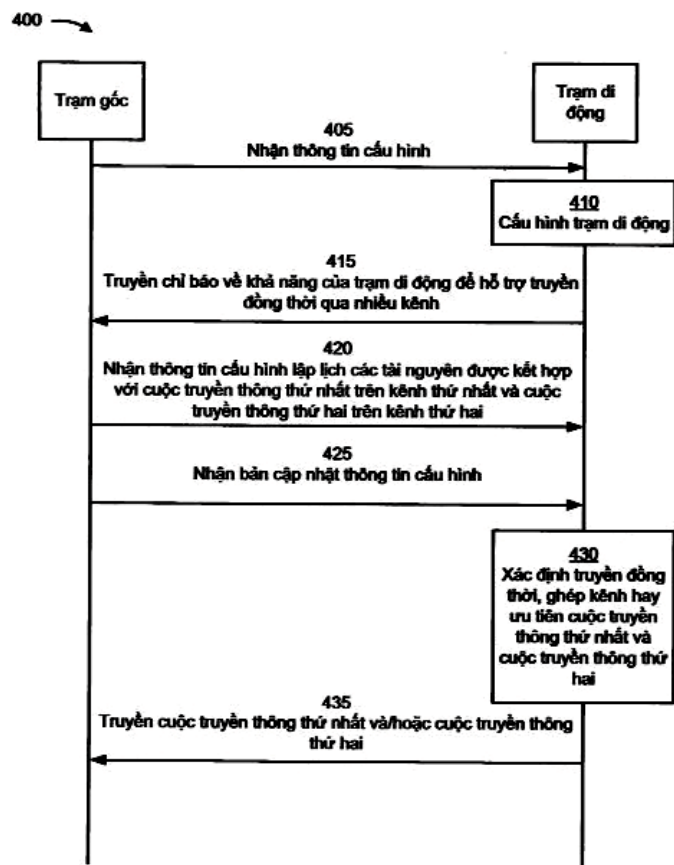 400
Trạm gốc
Trạm di
động
405
Nhận thông tin cấu hình
410
Cấu hình trạm di động
415
Truyền chỉ báo về khả năng của trạm di động để hỗ trợ truyền
đồng thời qua nhiều kênh
420
Nhận thông tin cấu hình lập lịch các tài nguyên được kết hợp
với cuộc truyền thông thứ nhất trên kênh thứ nhất và cuộc
truyền thông thứ hai trên kênh thứ hai
425
Nhận bản cập nhật thông tin cấu hình
430
Xác định truyền đồng
thời, ghép kênh hay
ưu tiên cuộc truyền
thông thứ nhất và
cuộc truyền thông thứ
hai
435
Truyền cuộc truyền thông thứ nhất và/hoặc cuộc truyền thông
thứ hai